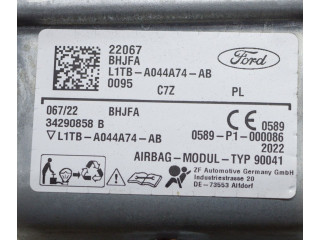 22067
BHJFA
L1TB-A044A74-AB
0095 C7Z PL
Ford
067/22 BHJFA
34290858 B
L1TB-A044A74-AB
CE 0589
0589-P1-000086
2022
AIRBAG-MODUL-TYP 90041
ZF Automotive Germany GmbH
Industriestrasse 20
DE-73553 Alfdorf